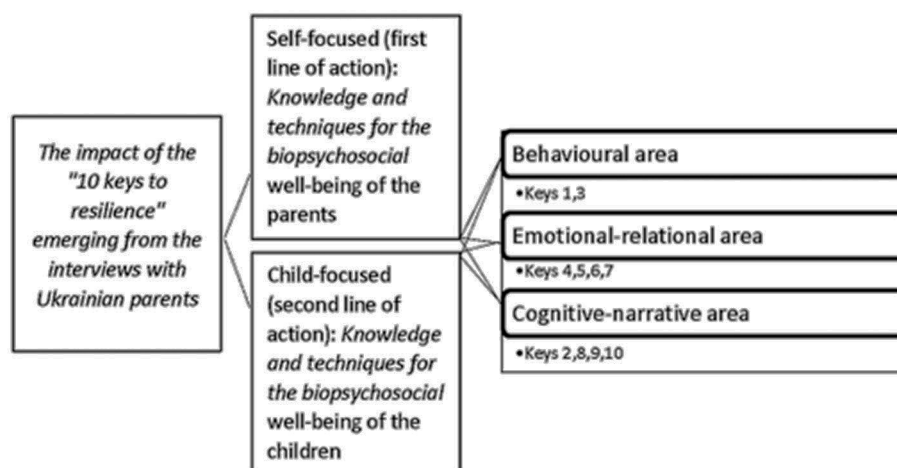 The impact of the
"10 keys to
resilience"
emerging from the
interviews with
Ukrainian parents
Self-focused (first
line of action):
Knowledge and
techniques for the
biopsychosocial
well-being of the
parents
Child-focused
(second line of
action): Knowledge
and techniques for
the biopsychosocial
well-being of the
children
Behavioural area
•Keys 1,3
Emotional-relational area
•Keys 4,5,6,7
Cognitive-narrative area
•Keys 2,8,9,10